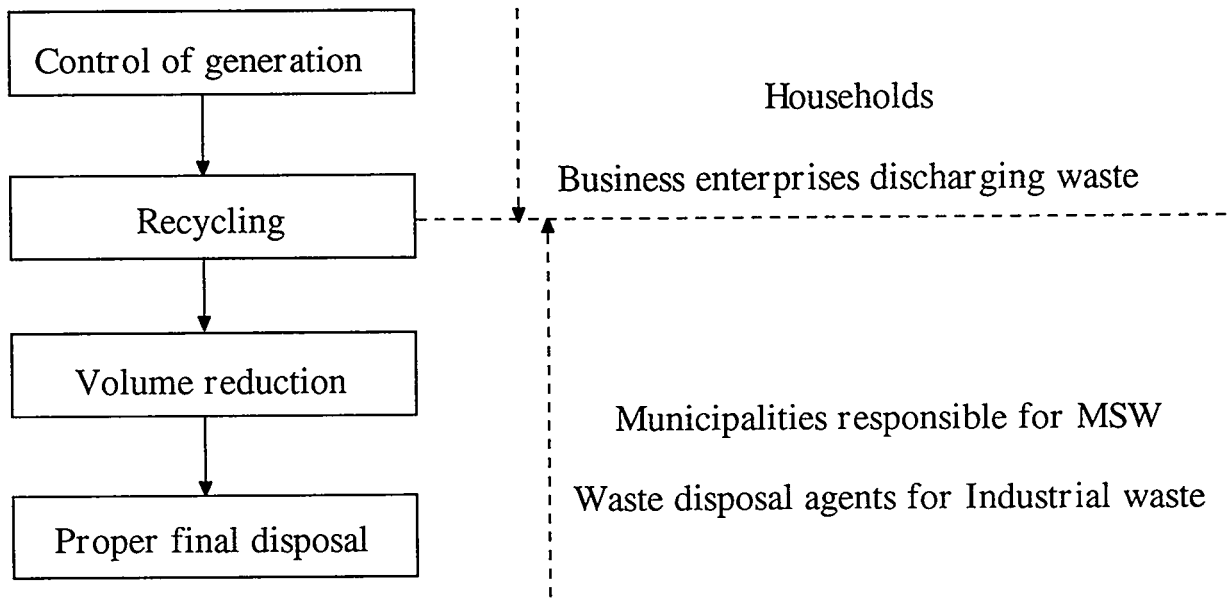 Control of generation
Households
Business enterprises discharging waste
Recycling
Volume reduction
Municipalities responsible for MSW
Waste disposal agents for Industrial waste
Proper final disposal